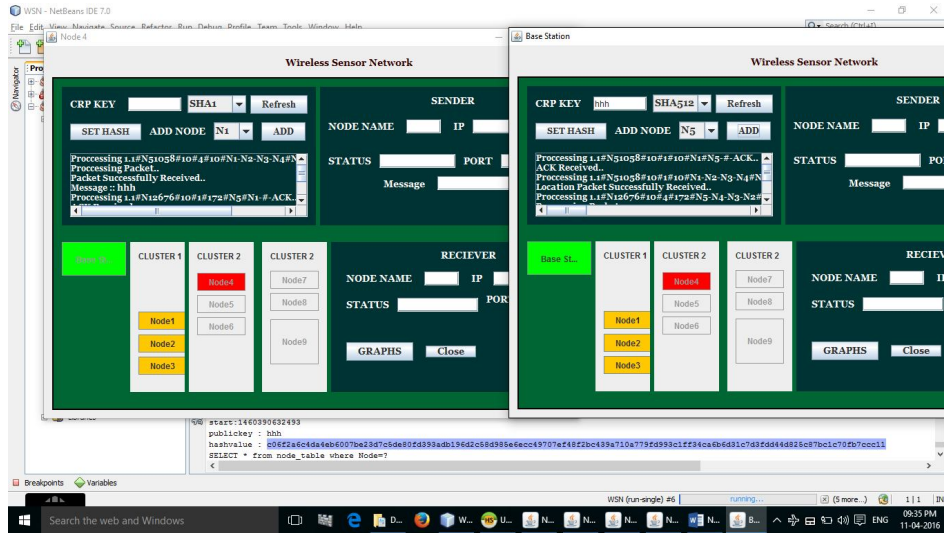 WSN - NetBeans IDE 7.0
File Edit View Navigate Source Refactor Run Debug Profile Team Tools Window Help
Search (Ctrl+I)
Navigator
Pro
Node 4
Wireless Sensor Network
CRP KEY SHA1 Refresh
SET HASH ADD NODE N1 ADD
Proccessing 1.1#N51058#10#4#10#N1-N2-N3-N4#N
Processing Packet..
Packet Successfully Received..
Message :: hhh
Proccessing 1.1#N12676#10#1#172#N5#N1-#-ACK..
SENDER
NODE NAME IP
STATUS PORT
Message
Base S...
CLUSTER 1 CLUSTER 2 CLUSTER 2
Node4 Node7
Node5 Node8
Node1 Node6
Node2 Node9
Node3
RECIEVER
NODE NAME IP
STATUS POR
GRAPHS Close
Base Station
Wireless Sensor Network
CRP KEY hhh SHA512 Refresh
SET HASH ADD NODE N5 ADD
Proccessing 1.1#N51058#10#1#10#N1#N5-#-ACK..
ACK Received..
Proccessing 1.1#N51058#10#1#10#N1-N2-N3-N4#N
Location Packet Successfully Received..
Proccessing 1.1#N12676#10#4#172#N5-N4-N3-N2#
SENDER
NODE NAME IP
STATUS PO
Message
Base St...
CLUSTER 1 CLUSTER 2 CLUSTER 2
Node4 Node7
Node5 Node8
Node1 Node6
Node2 Node9
Node3
RECIEV
NODE NAME
STATUS
GRAPHS Close
start:1460390632493
publickey : hhh
hashvalue : c06f2a6c4da4eb6007be23d7c5de80fd393adb196d2c58d985e6ecc49707ef48f2bc439a710a779fd993c1ff34ca6b6d31c7d3fdd44d825c87bc1c70fb7ccc11
SELECT * from node_table where Node=?
Breakpoints Variables
WSN (run-single) #6 running... (5 more...) 1 | 1 IN
Search the web and Windows D... W... U... N... N... N... N... N... B... ENG 09:35 PM
11-04-2016